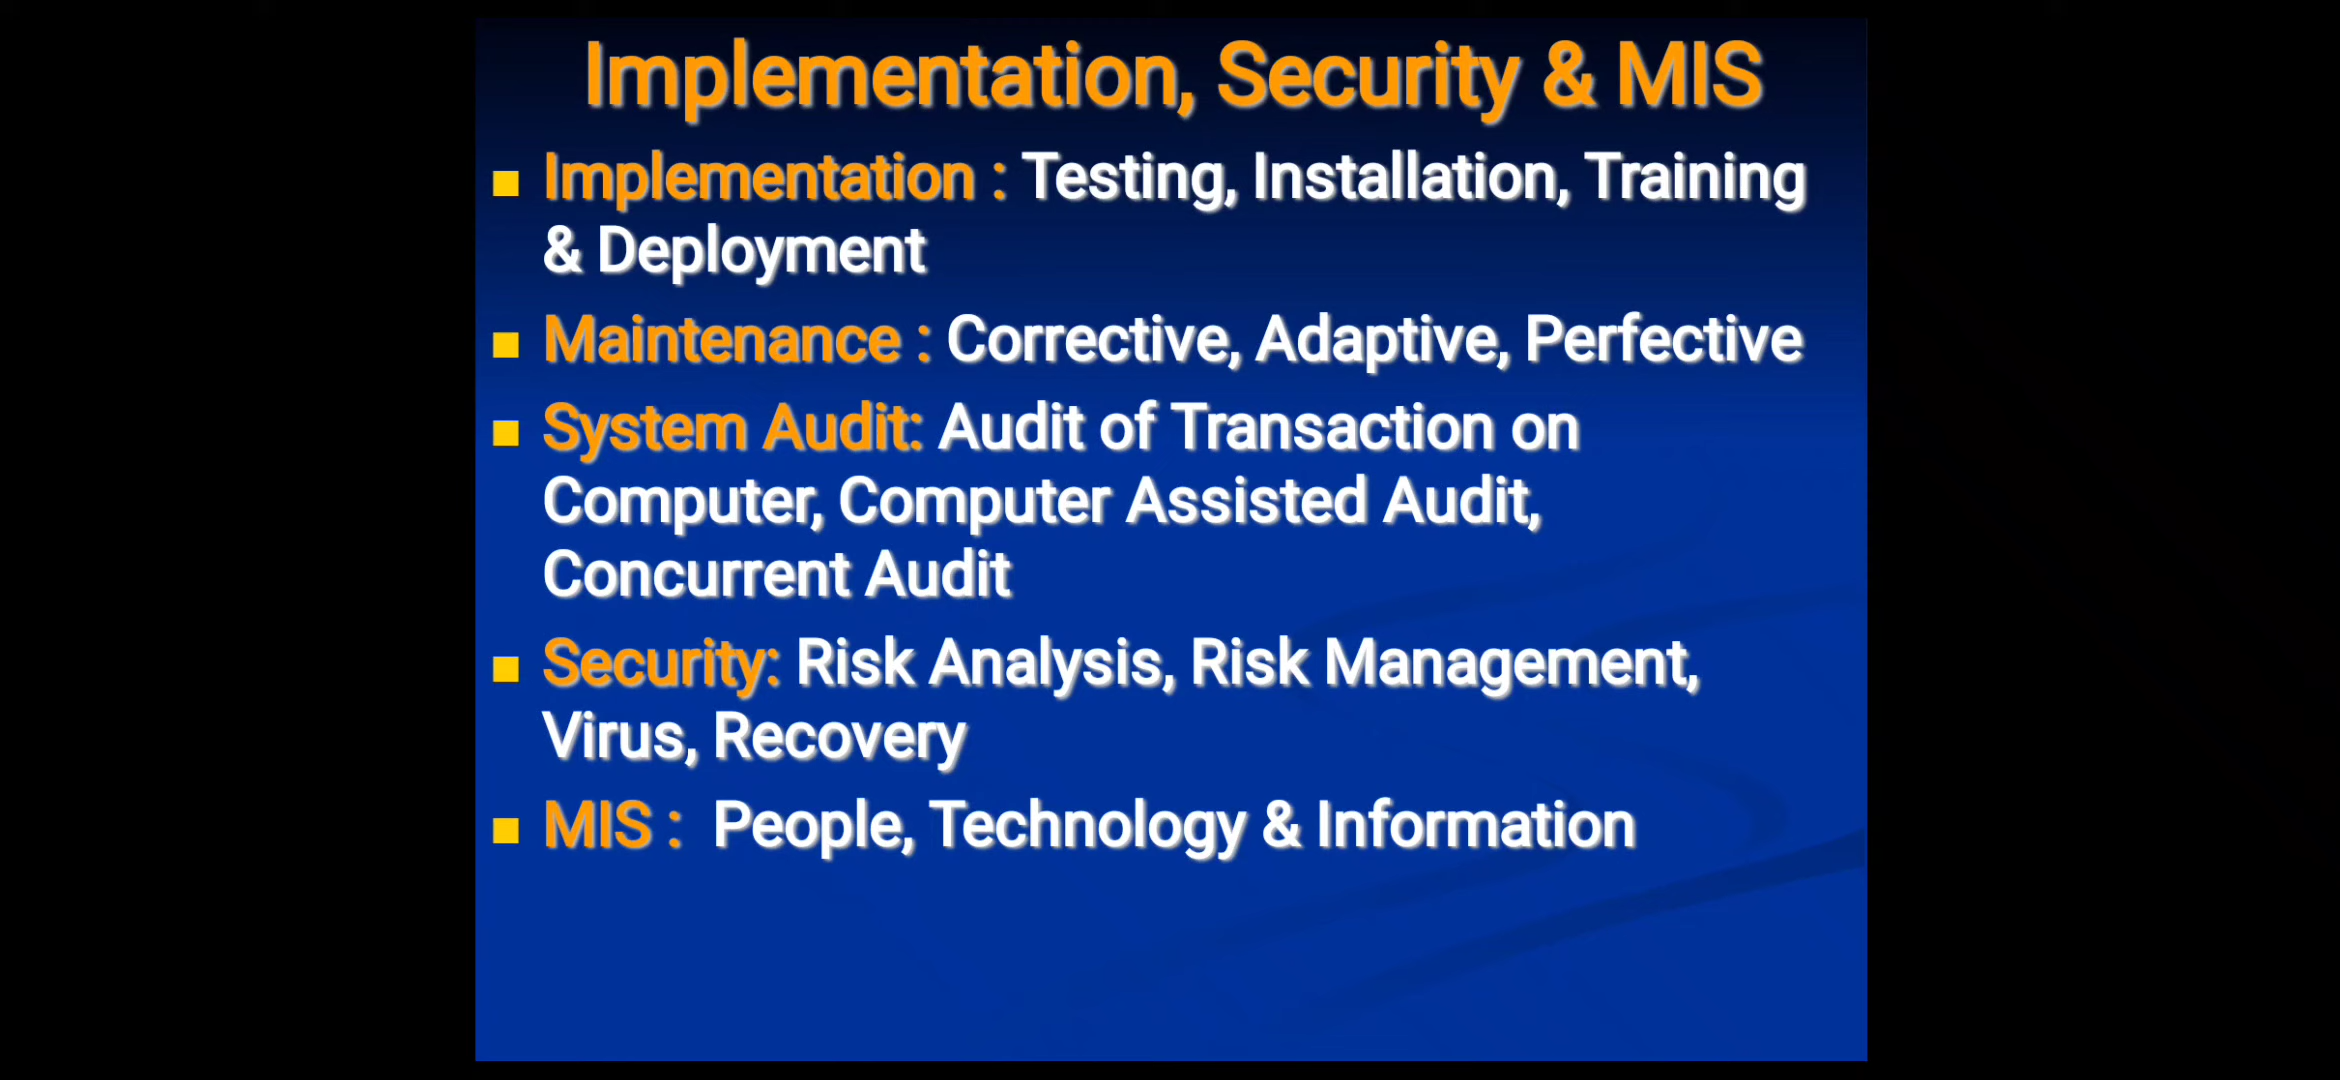 Implementation, Security & MIS
Implementation : Testing, Installation, Training
& Deployment
Maintenance : Corrective, Adaptive, Perfective
System Audit: Audit of Transaction on
Computer, Computer Assisted Audit,
Concurrent Audit
Security: Risk Analysis, Risk Management,
Virus, Recovery
MIS : People, Technology & Information